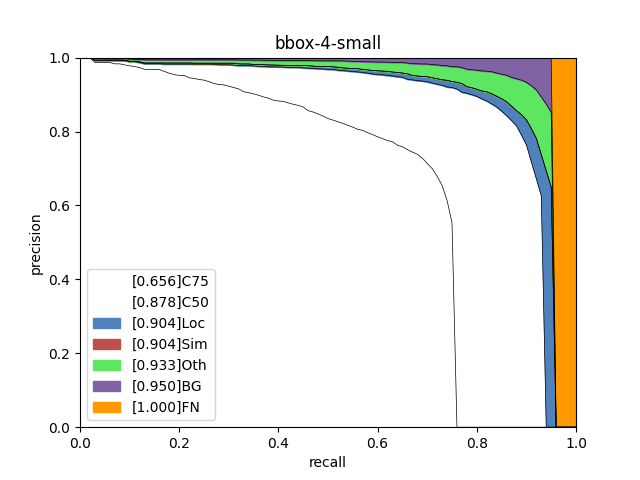 bbox-4-small
1.0
0.8
0.6
0.4
0.2
0.0
precision
[0.656]C75
[0.878]C50
[0.904]Loc
[0.904]Sim
[0.933]Oth
[0.950]BG
[1.000]FN
0.0 0.2 0.4 0.6 0.8 1.0
recall